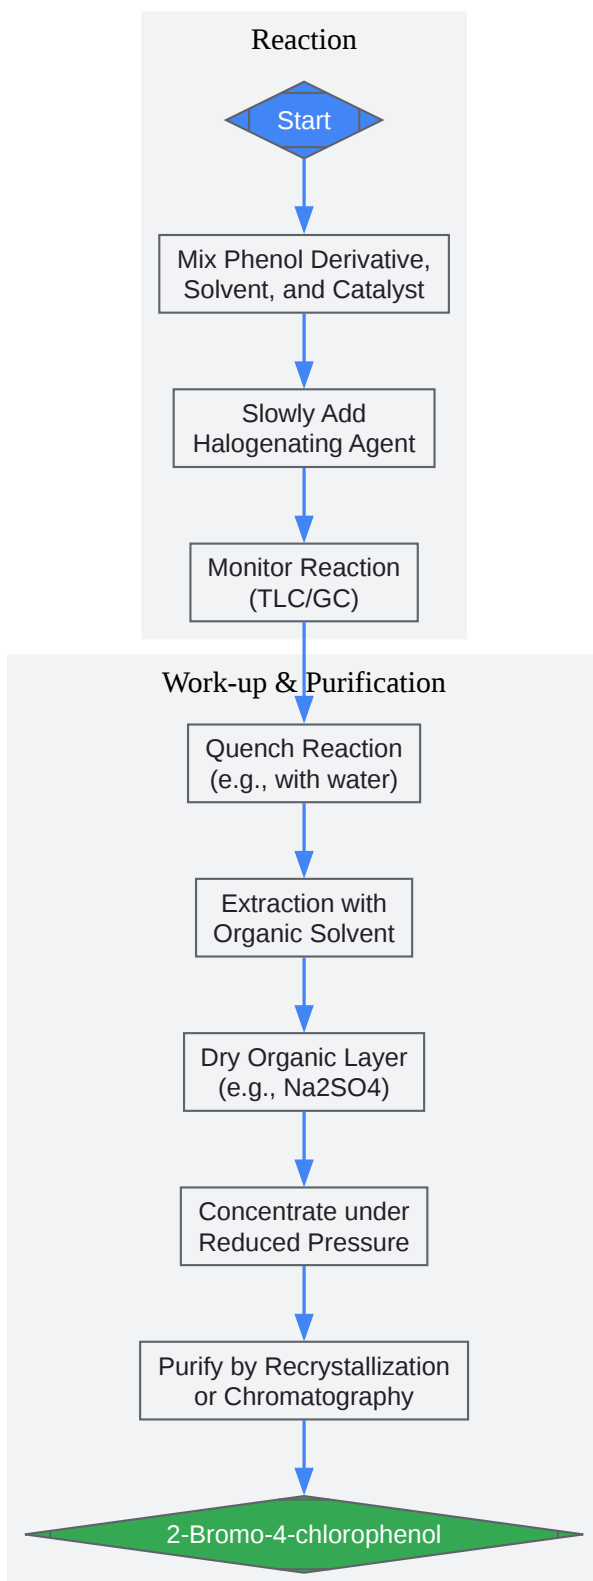 Reaction
Start
Mix Phenol Derivative,
Solvent, and Catalyst
Slowly Add
Halogenating Agent
Monitor Reaction
(TLC/GC)
Work-up & Purification
Quench Reaction
(e.g., with water)
Extraction with
Organic Solvent
Dry Organic Layer
(e.g., Na2SO4)
Concentrate under
Reduced Pressure
Purify by Recrystallization
or Chromatography
2-Bromo-4-chlorophenol